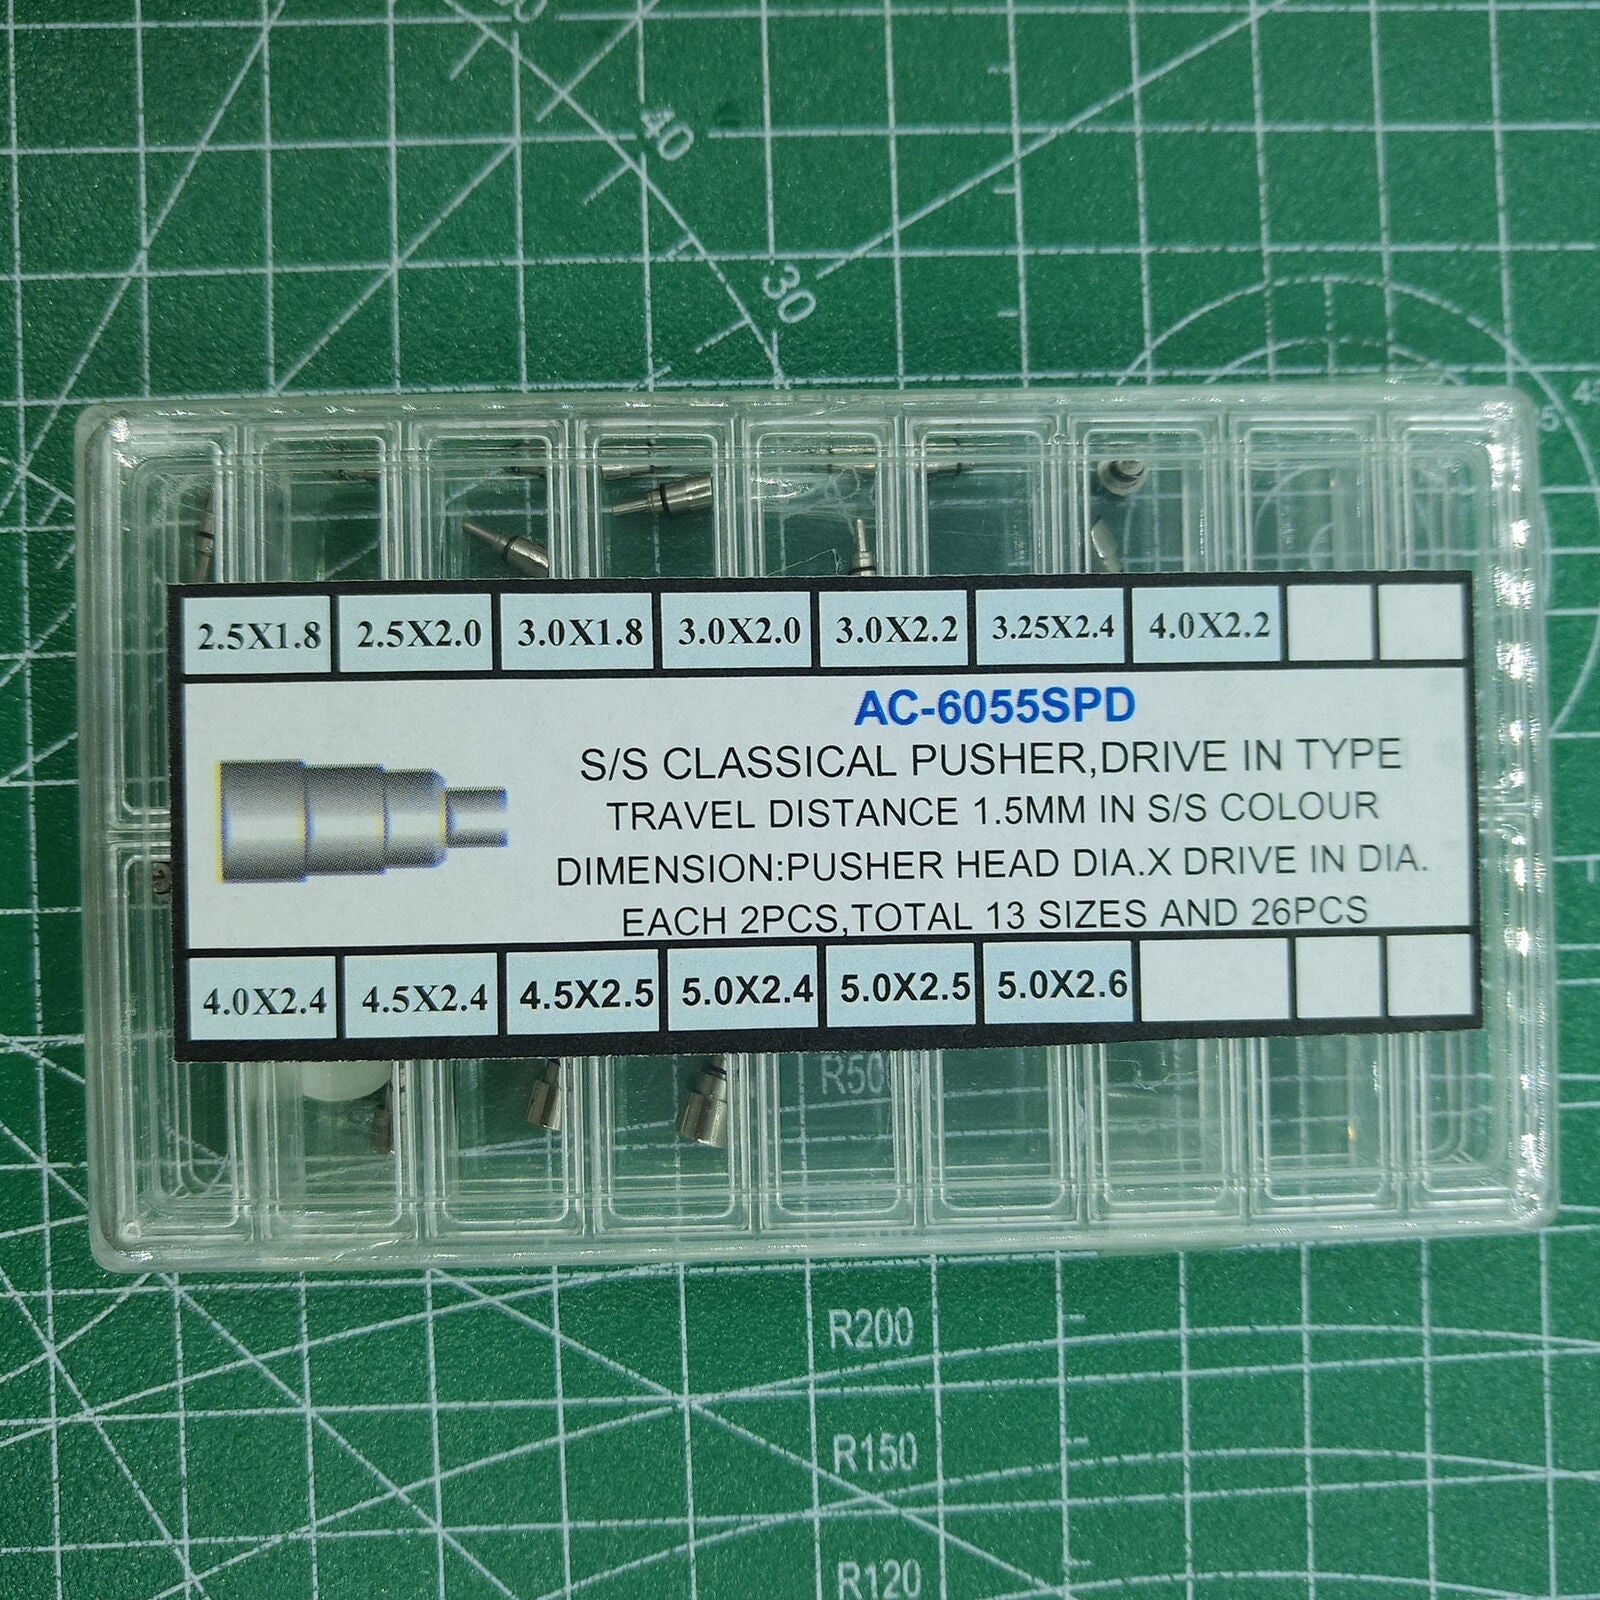 40
30
2.5X1.8 2.5X2.0 3.0X1.8 3.0X2.0 3.0X2.2 3.25X2.4 4.0X2.2
AC-6055SPD
S/S CLASSICAL PUSHER,DRIVE IN TYPE
TRAVEL DISTANCE 1.5MM IN S/S COLOUR
DIMENSION:PUSHER HEAD DIA.X DRIVE IN DIA.
EACH 2PCS,TOTAL 13 SIZES AND 26PCS
4.0X2.4 4.5X2.4 4.5X2.5 5.0X2.4 5.0X2.5 5.0X2.6
R200
R150
R120